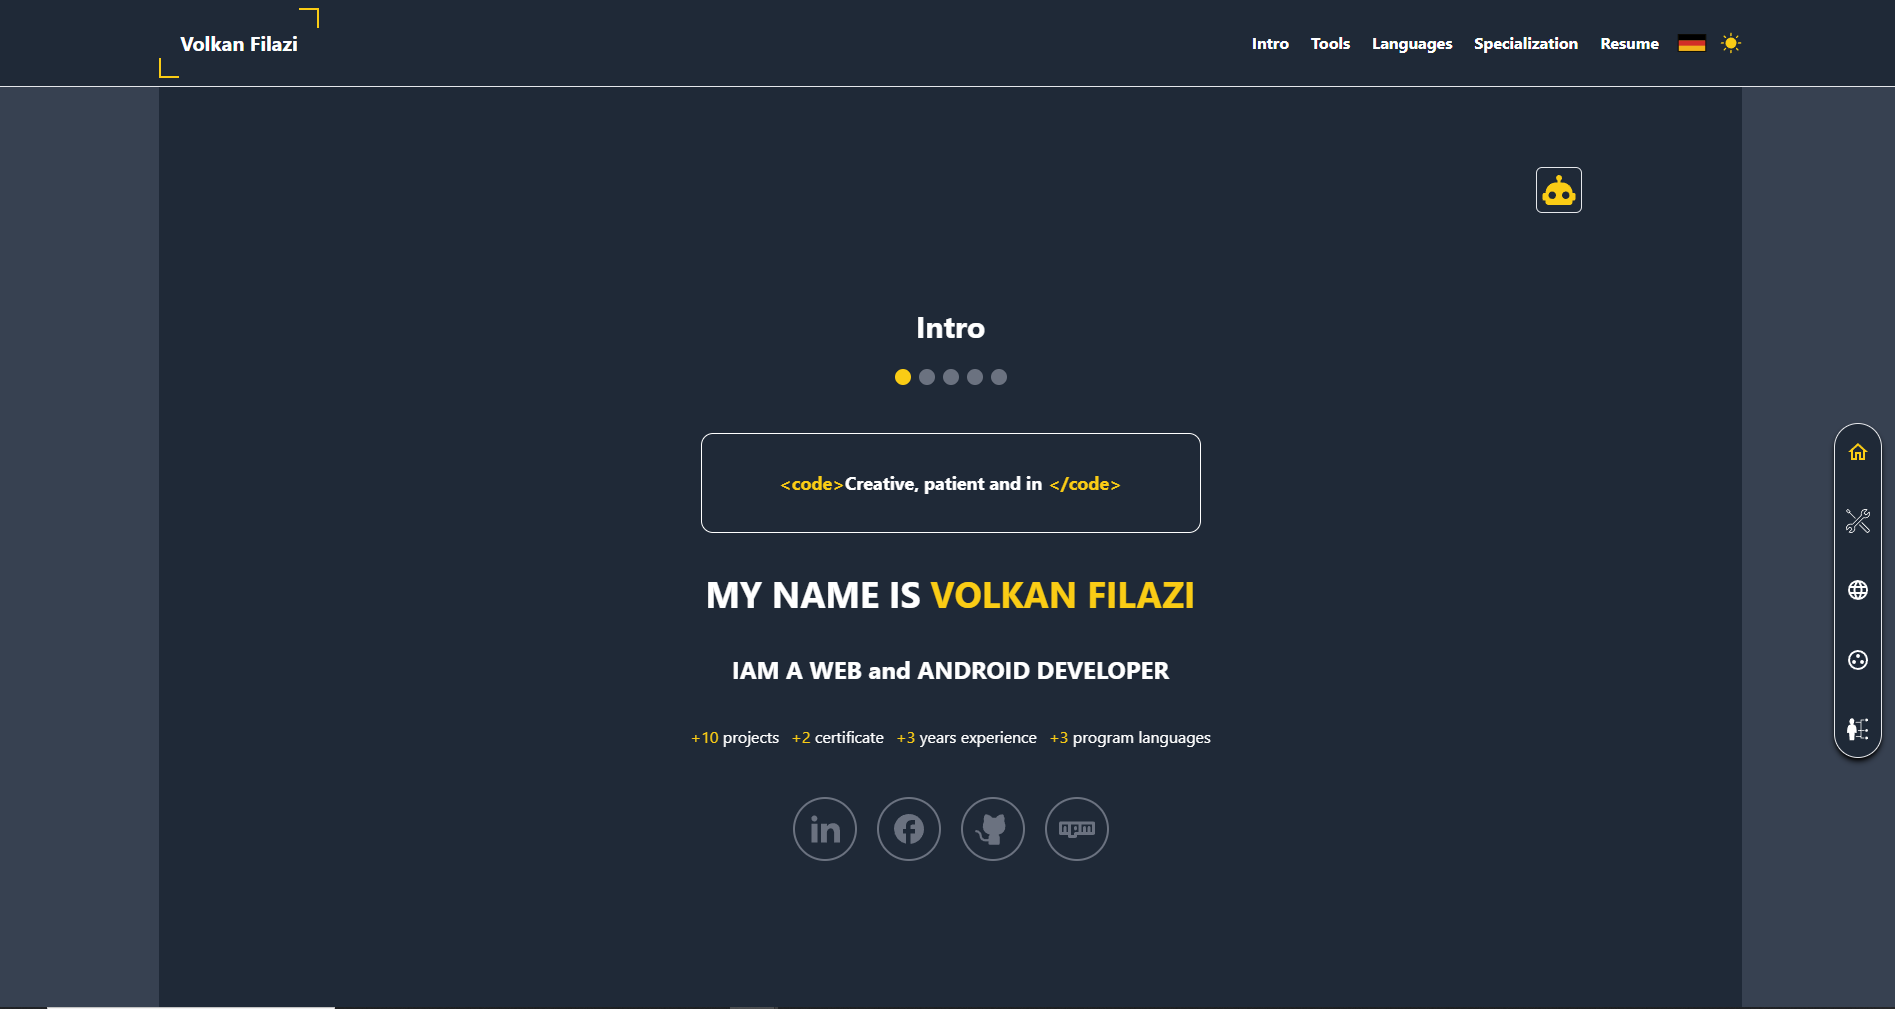 Volkan Filazi
Intro Tools Languages Specialization Resume
Intro
<code>Creative, patient and in </code>
MY NAME IS VOLKAN FILAZI
IAM A WEB and ANDROID DEVELOPER
+10 projects +2 certificate +3 years experience +3 program languages
in f npm